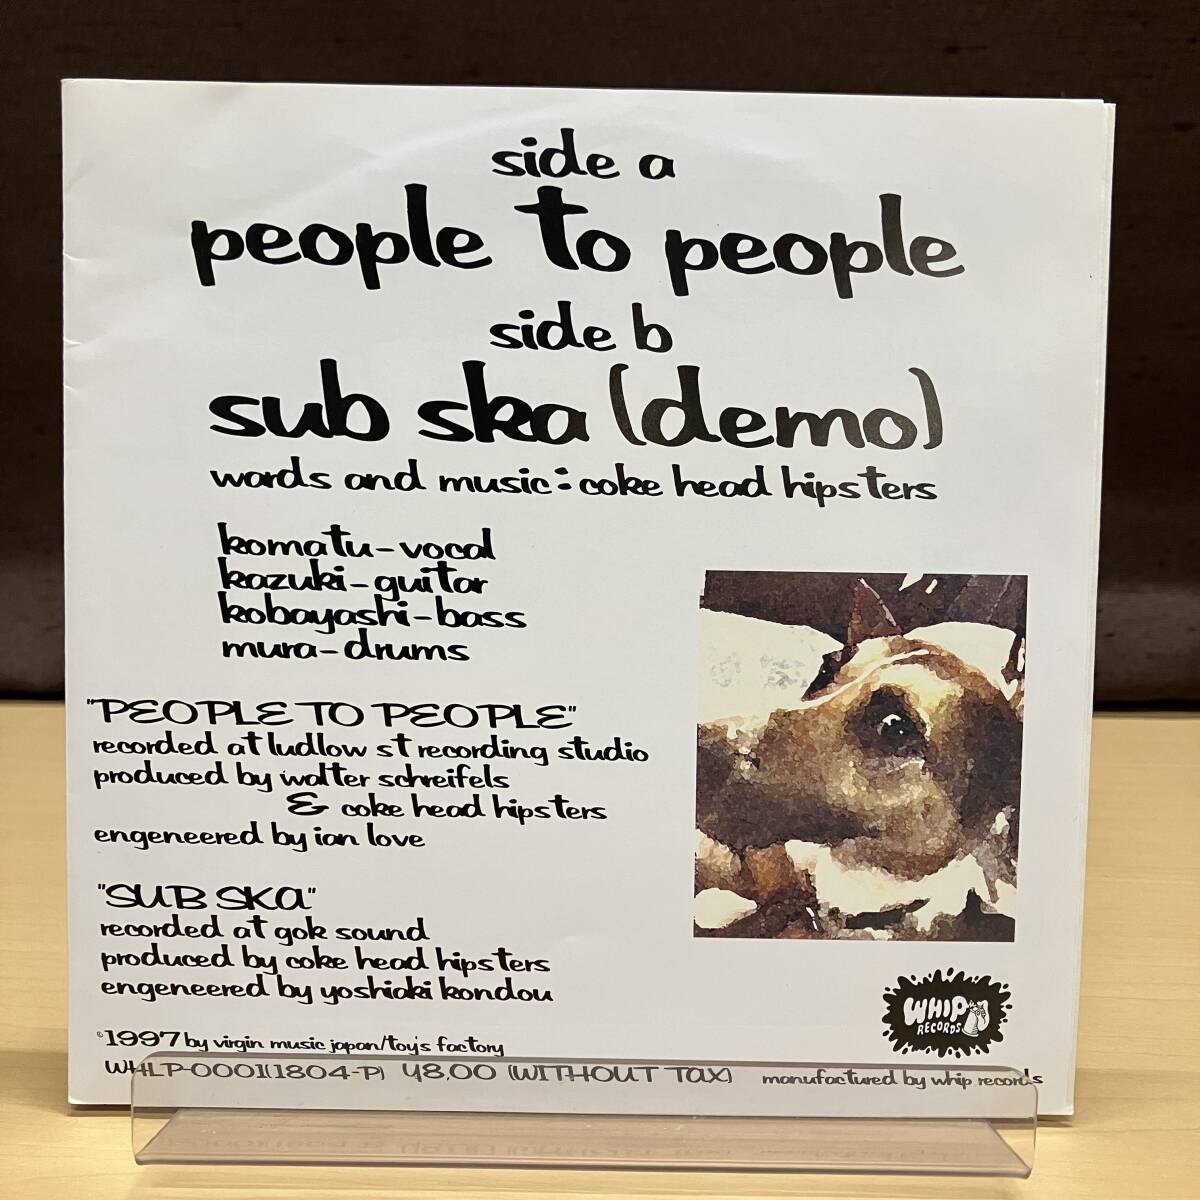 side a
people to people
side b
sub ska (demo)
words and music: coke head hipsters
komatu-vocal
kazuki-guitar
kobayashi-bass
mura-drums
"PEOPLE TO PEOPLE"
recorded at ludlow st recording studio
produced by walter schreifels
& coke head hipsters
engeneered by ian love
"SUB SKA"
recorded at gok sound
produced by coke head hipsters
engeneered by yoshiaki kondou
WHIP
RECORDS
©1997 by virgin music japan/toy's factory
WHLP-0001(1804-P) 48.00 (WITHOUT TAX) manufactured by whip records